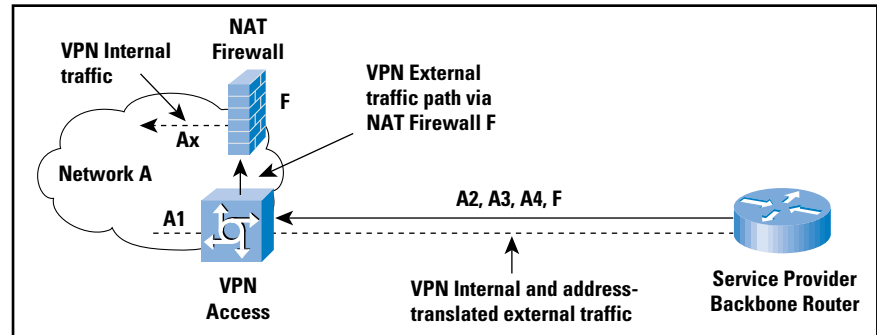 NAT
Firewall
VPN Internal
traffic
F
VPN External
traffic path via
NAT Firewall F
Ax
Network A
A1
A2, A3, A4, F
VPN
Access
VPN Internal and address-
translated external traffic
Service Provider
Backbone Router